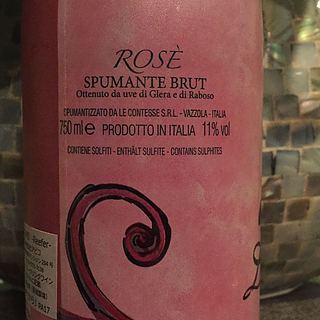 ROSÈ
SPUMANTE BRUT
Ottenuto da uve di Glera e di Raboso
SPUMANTIZZATO DA LE CONTESSE S.R.L. - VAZZOLA - ITALIA
750 ml e PRODOTTO IN ITALIA 11% vol
CONTIENE SOLFITI - ENTHÄLT SULFITE - CONTAINS SULPHITES
-Reefer-